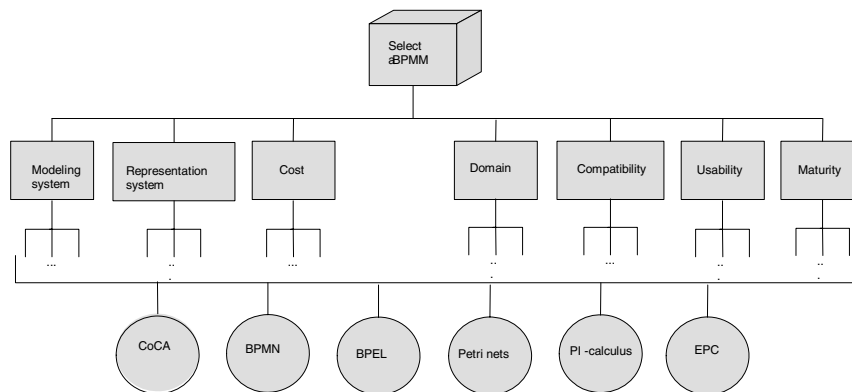 Select
aBPMM
Modeling
system
Representation
system
Cost
Domain
Compatibility
Usability
Maturity
...
..
.
...
..
.
...
..
.
..
.
CoCA
BPMN
BPEL
Petri nets
PI -calculus
EPC